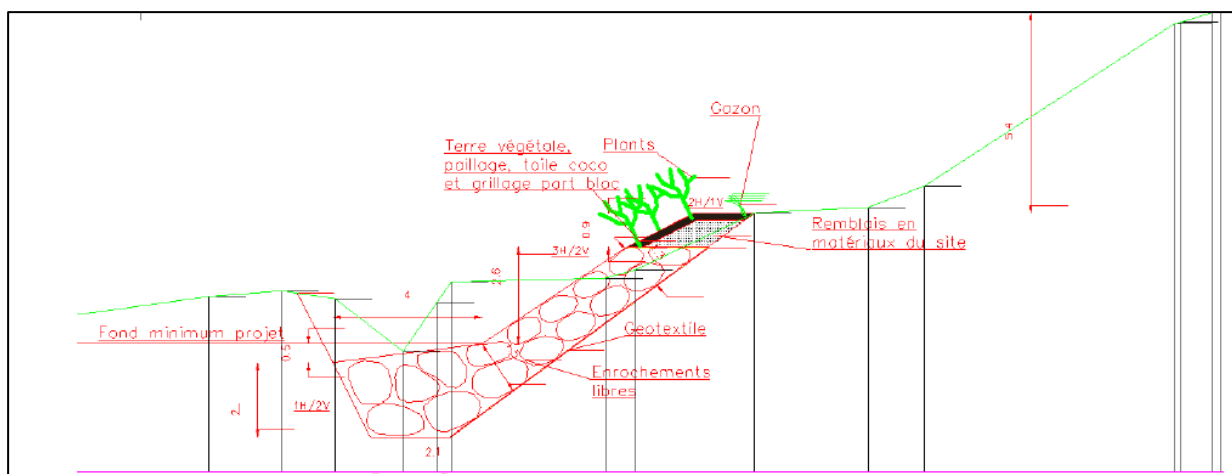 Gazon
Terre végétale,
paillage, toile coco
et grillage part bloc
Plants
2H/1V
Remblais en
matériaux du site
0.9
3H/2V
2.6
5.4
4
Fond minimum projet
0.5
Geotextile
Enrochements
libres
1H/2V
2.
2.1